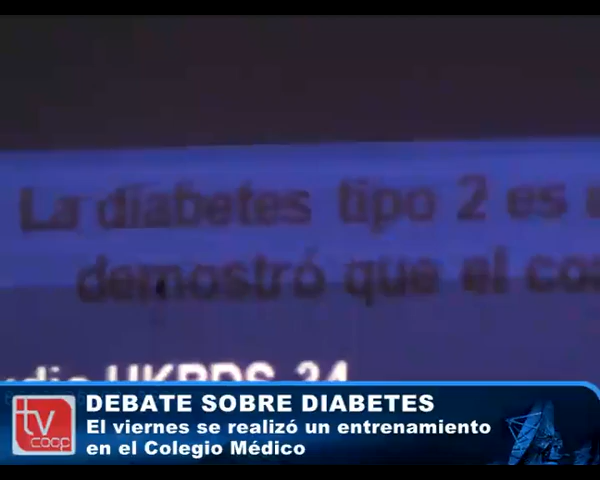 La diabetes tipo 2 es
demostró que el
UKPDS 34
tv
coop
DEBATE SOBRE DIABETES
El viernes se realizó un entrenamiento
en el Colegio Médico